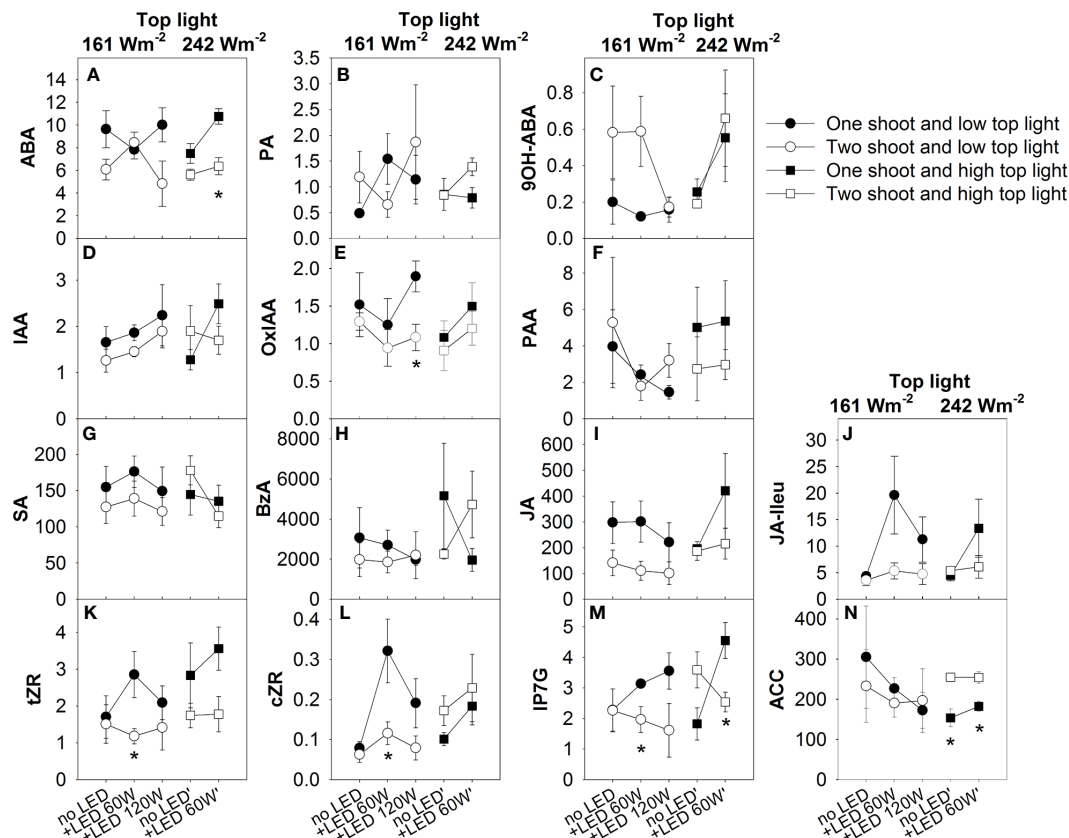 Top light
161 Wm-2 242 Wm-2
Top light
161 Wm-2 242 Wm-2
Top light
161 Wm-2 242 Wm-2
A
ABA
14
12
10
8
6
4
2
0
*
B
PA
3.5
3.0
2.5
2.0
1.5
1.0
0.5
0.0
C
9OH-ABA
0.8
0.6
0.4
0.2
0.0
One shoot and low top light
Two shoot and low top light
One shoot and high top light
Two shoot and high top light
D
IAA
3
2
1
0
E
OxIAA
2.0
1.5
1.0
0.5
0.0
*
F
PAA
8
6
4
2
0
Top light
161 Wm-2 242 Wm-2
G
SA
200
150
100
50
0
H
BzA
8000
6000
4000
2000
0
I
JA
600
500
400
300
200
100
0
J
JA-Ileu
30
25
20
15
10
5
0
K
tZR
4
3
2
1
0
*
L
cZR
0.4
0.3
0.2
0.1
0.0
*
M
IP7G
5
4
3
2
1
0
*
*
N
ACC
400
300
200
100
0
*
*
no LED
+LED 60W
+LED 120W
no LED'
+LED 60W'
no LED
+LED 60W
+LED 120W
no LED'
+LED 60W'
no LED
+LED 60W
+LED 120W
no LED'
+LED 60W'
no LED
+LED 60W
+LED 120W
no LED'
+LED 60W"